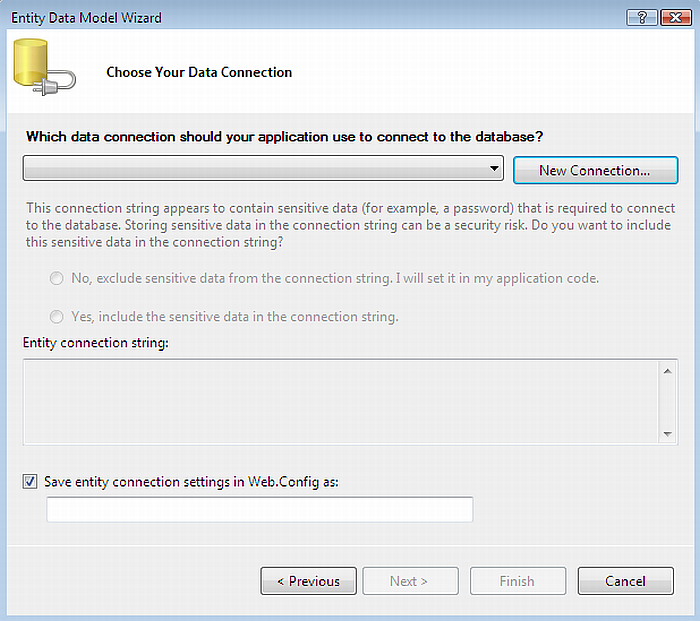 Entity Data Model Wizard
Choose Your Data Connection
Which data connection should your application use to connect to the database?
New Connection...
This connection string appears to contain sensitive data (for example, a password) that is required to connect
to the database. Storing sensitive data in the connection string can be a security risk. Do you want to include
this sensitive data in the connection string?
No, exclude sensitive data from the connection string. I will set it in my application code.
Yes, include the sensitive data in the connection string.
Entity connection string:
Save entity connection settings in Web.Config as:
< Previous
Next >
Finish
Cancel